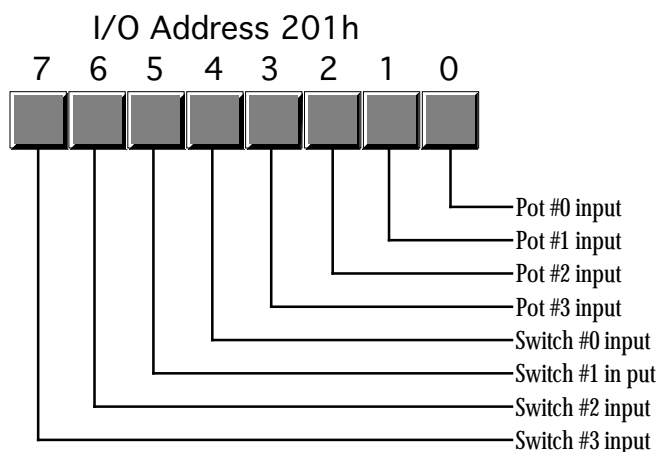 I/O Address 201h
7 6 5 4 3 2 1 0
Pot #0 input
Pot #1 input
Pot #2 input
Pot #3 input
Switch #0 input
Switch #1 in put
Switch #2 input
Switch #3 input